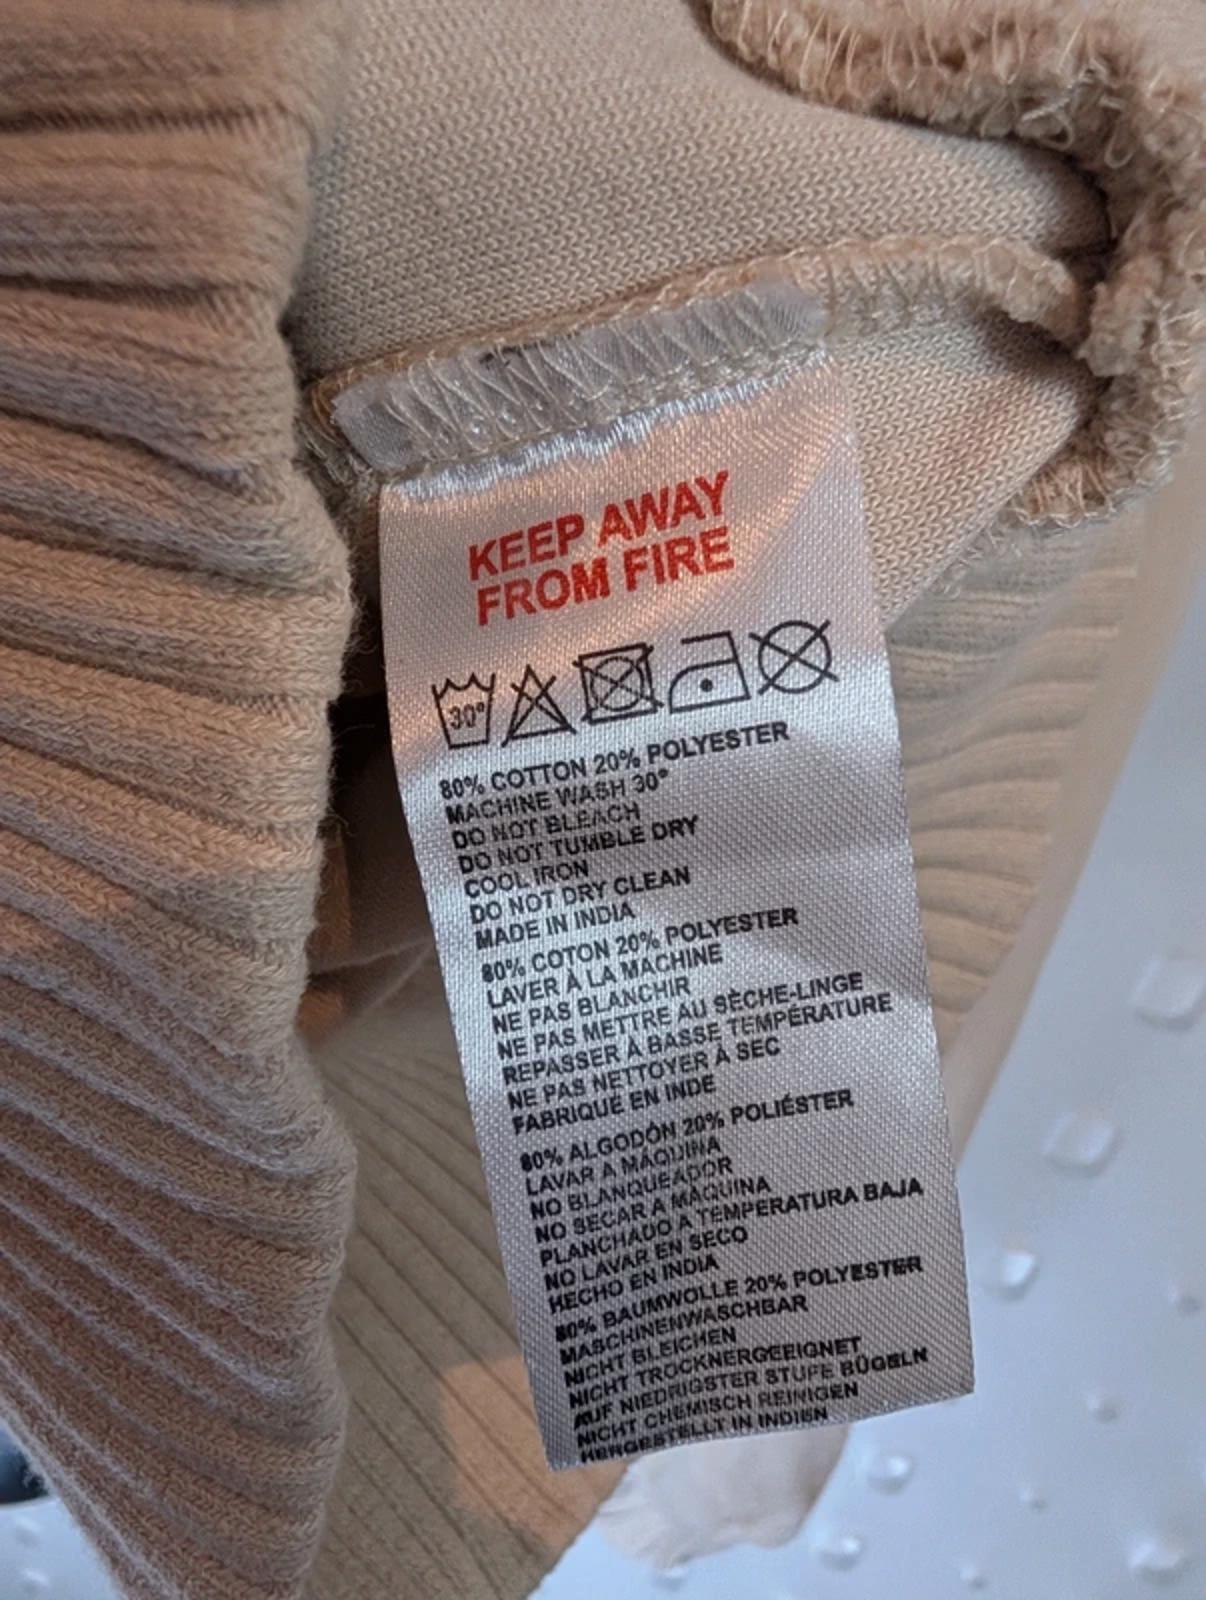 KEEP AWAY
FROM FIRE
30°
80% COTTON 20% POLYESTER
MACHINE WASH 30°
DO NOT BLEACH
DO NOT TUMBLE DRY
COOL IRON
DO NOT DRY CLEAN
MADE IN INDIA
80% COTON 20% POLYESTER
LAVER À LA MACHINE
NE PAS BLANCHIR
NE PAS METTRE AU SÈCHE-LINGE
REPASSER À BASSE TEMPÉRATURE
NE PAS NETTOYER À SEC
FABRIQUÉ EN INDE
80% ALGODÓN 20% POLIÉSTER
LAVAR A MÁQUINA
NO BLANQUEADOR
NO SECAR A MÁQUINA
PLANCHADO A TEMPERATURA BAJA
NO LAVAR EN SECO
HECHO EN INDIA
80% BAUMWOLLE 20% POLYESTER
MASCHINENWASCHBAR
NICHT BLEICHEN
NICHT TROCKNERGEEIGNET
AUF NIEDRIGSTER STUFE BÜGELN
NICHT CHEMISCH REINIGEN
HERGESTELLT IN INDIEN